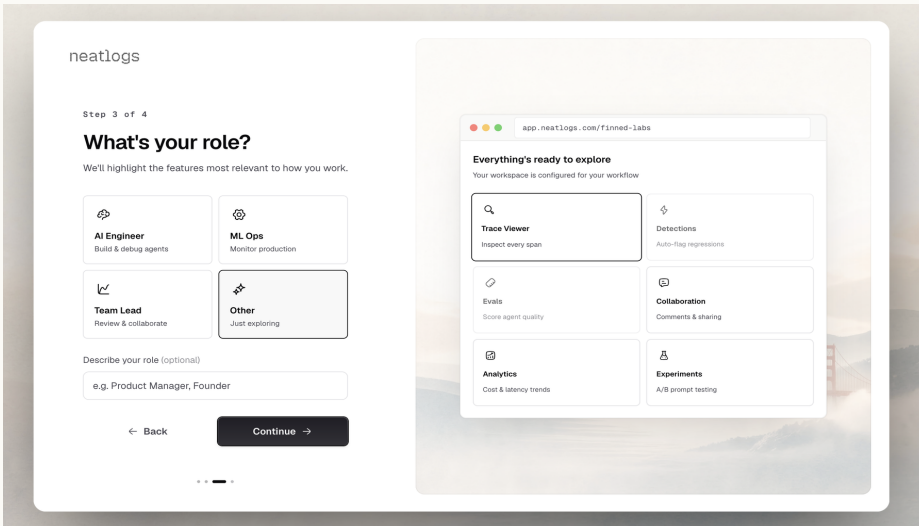 neatlogs
Step 3 of 4
What's your role?
We'll highlight the features most relevant to how you work.
AI Engineer
Build & debug agents
ML Ops
Monitor production
Team Lead
Review & collaborate
Other
Just exploring
Describe your role (optional)
e.g. Product Manager, Founder
← Back
Continue →
app.neatlogs.com/finned-labs
Everything's ready to explore
Your workspace is configured for your workflow
Trace Viewer
Inspect every span
Detections
Auto-flag regressions
Evals
Score agent quality
Collaboration
Comments & sharing
Analytics
Cost & latency trends
Experiments
A/B prompt testing